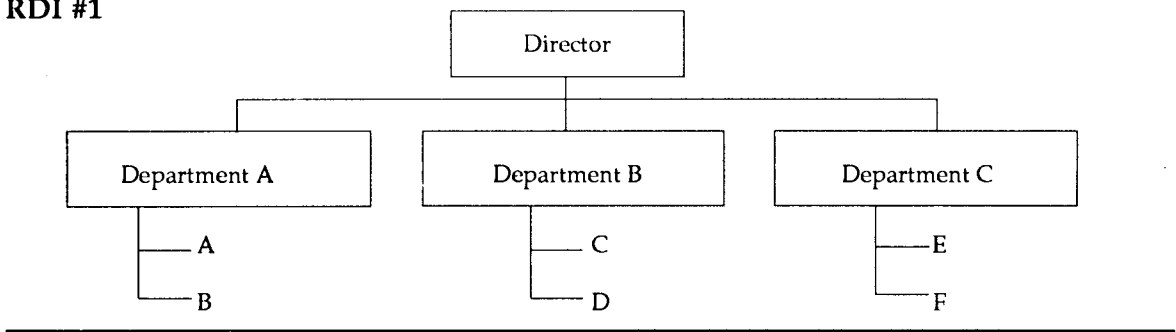 RDI #1
Director
Department A
Department B
Department C
A
C
E
B
D
F